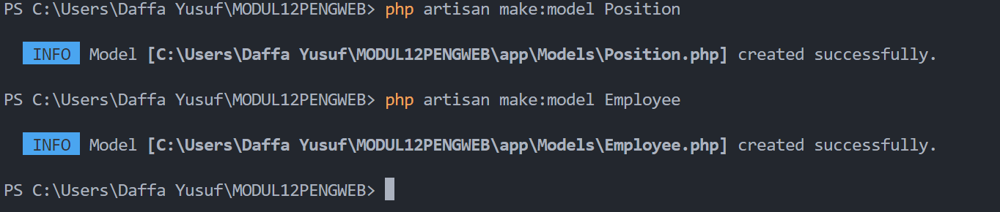 PS C:\Users\Daffa Yusuf\MODUL12PENGWEB> php artisan make:model Position
INFO Model [C:\Users\Daffa Yusuf\MODUL12PENGWEB\app\Models\Position.php] created successfully.
PS C:\Users\Daffa Yusuf\MODUL12PENGWEB> php artisan make:model Employee
INFO Model [C:\Users\Daffa Yusuf\MODUL12PENGWEB\app\Models\Employee.php] created successfully.
PS C:\Users\Daffa Yusuf\MODUL12PENGWEB>